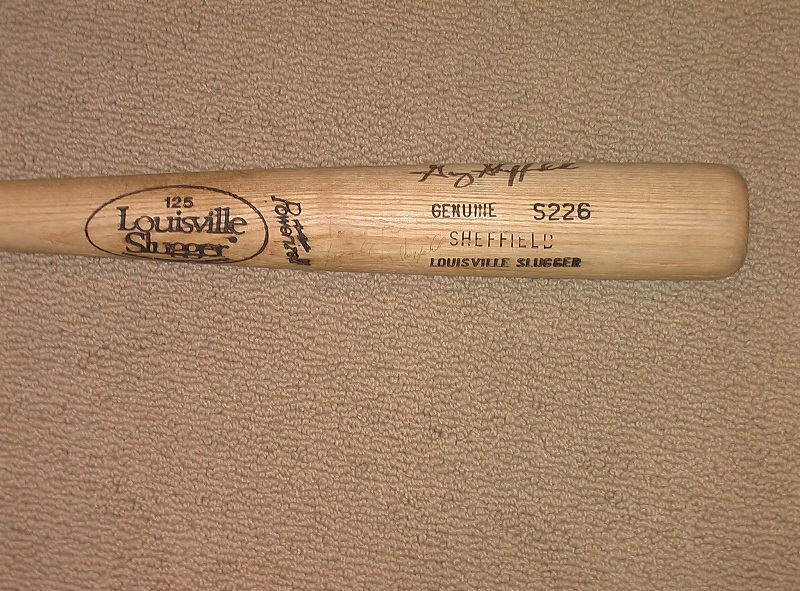 125
Louisville
Slugger®
Powerized
GENUINE S226
SHEFFIELD
LOUISVILLE SLUGGER